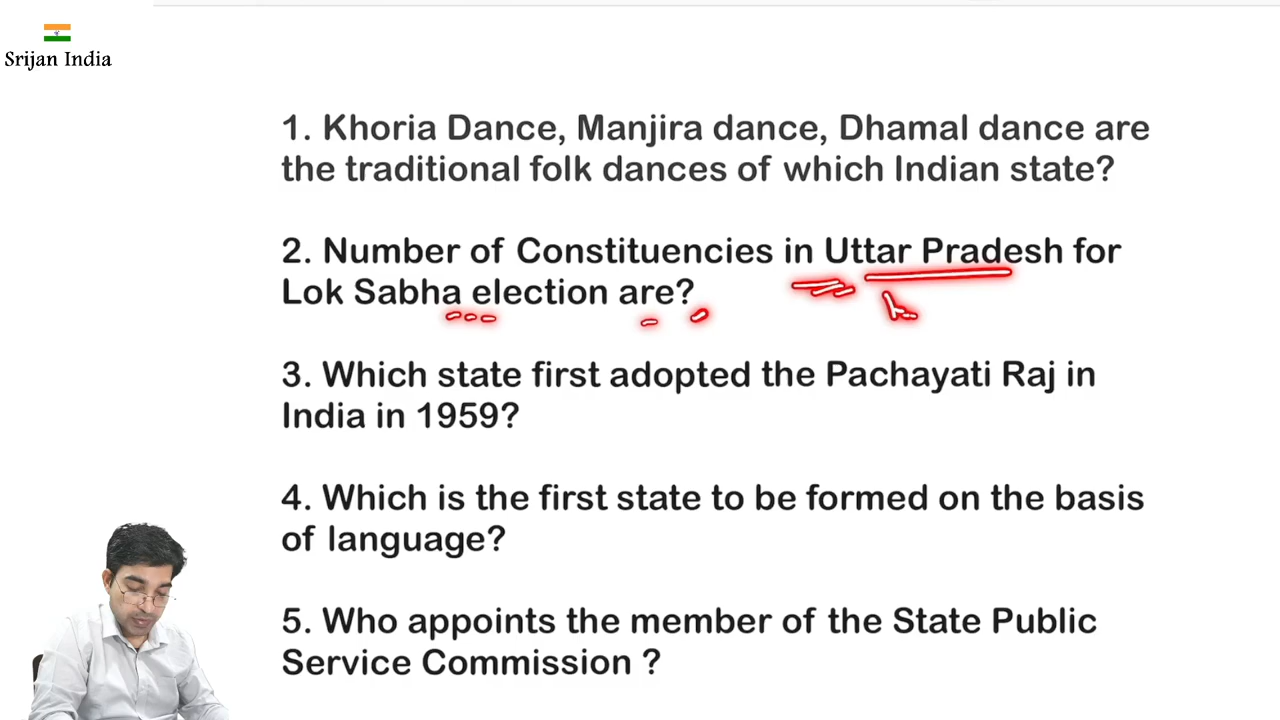 Srijan India
1. Khoria Dance, Manjira dance, Dhamal dance are
the traditional folk dances of which Indian state?
2. Number of Constituencies in Uttar Pradesh for
Lok Sabha election are?
3. Which state first adopted the Pachayati Raj in
India in 1959?
4. Which is the first state to be formed on the basis
of language?
5. Who appoints the member of the State Public
Service Commission ?